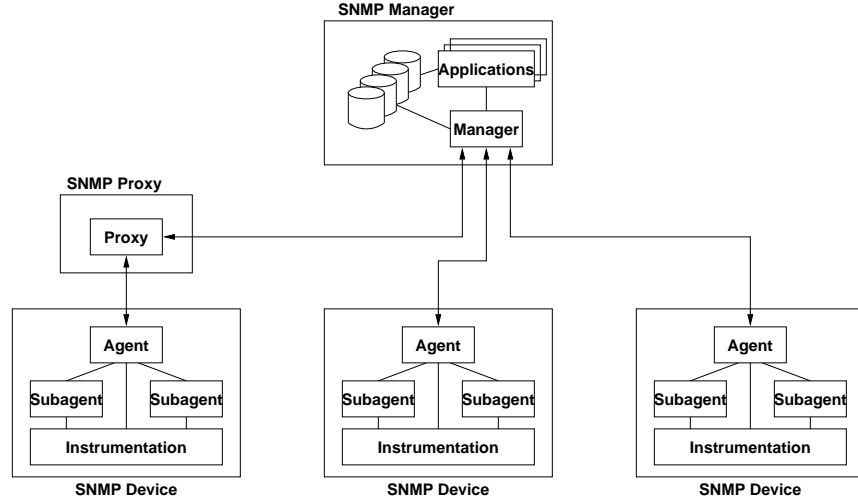 SNMP Manager
Applications
Manager
SNMP Proxy
Proxy
Agent
Subagent
Subagent
Instrumentation
SNMP Device
Agent
Subagent
Subagent
Instrumentation
SNMP Device
Agent
Subagent
Subagent
Instrumentation
SNMP Device